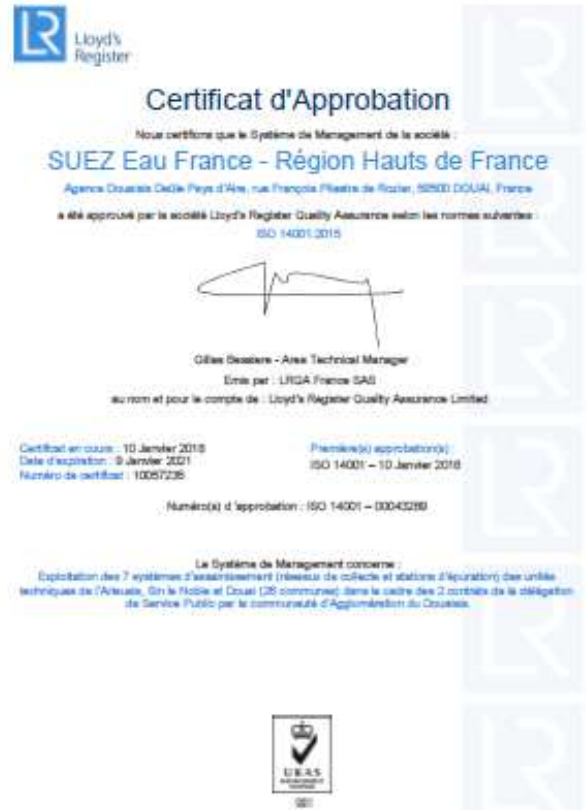 LR
Lloyd's
Register
Certificat d'Approbation
Nous certifions que le Système de Management de la société :
SUEZ Eau France - Région Hauts de France
Agence Douaisis Deûle Pays d'Aire, rue François Pilastre de Rozier, 59500 DOUAI, France
a été approuvé par la société Lloyd's Register Quality Assurance selon les normes suivantes :
ISO 14001:2015
Gilles Bessiere - Area Technical Manager
Emis par : LRQA France SAS
au nom et pour le compte de : Lloyd's Register Quality Assurance Limited
Certificat en cours : 10 Janvier 2018
Date d'expiration : 9 Janvier 2021
Numéro de certificat : 10057235
Première(s) approbation(s) :
ISO 14001 – 10 Janvier 2018
Numéro(s) d'approbation : ISO 14001 – 00043289
Le Système de Management concerne :
Exploitation des 7 systèmes d'assainissement (réseaux de collecte et stations d'épuration) des unités
techniques de l'Arleusis, Sin le Noble et Douai (26 communes) dans le cadre des 2 contrats de la délégation
de Service Public par la communauté d'Agglomération du Douaisis.
UKAS
001